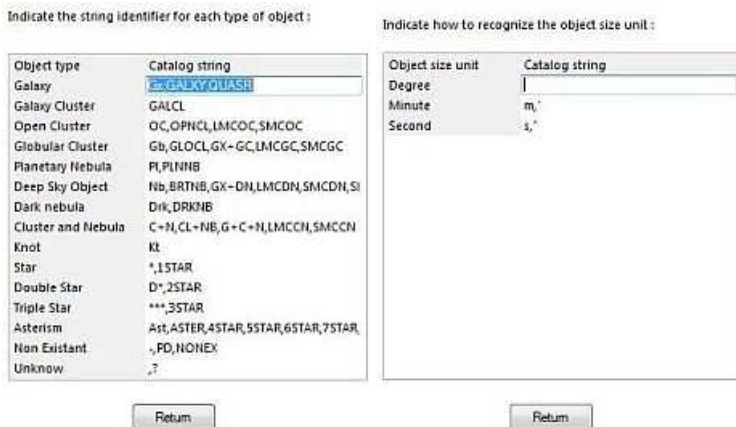 Indicate the string identifier for each type of object :
Object type Catalog string
Galaxy Gx,GALXY,QUASR
Galaxy Cluster GALCL
Open Cluster OC,OPNCL,LMCOC,SMCOC
Globular Cluster Gb,GLOCL,GX+GC,LMCGC,SMCGC
Planetary Nebula Pl,PLNNB
Deep Sky Object Nb,BRTNB,GX+DN,LMCDN,SMCDN,SI
Dark nebula Drk,DRKNB
Cluster and Nebula C+N,CL+NB,G+C+N,LMCCN,SMCCN
Knot Kt
Star *,1STAR
Double Star D*,2STAR
Triple Star ***,3STAR
Asterism Ast,ASTER,4STAR,5STAR,6STAR,7STAR,
Non Existant -,PD,NONEX
Unknow ,?
Return
Indicate how to recognize the object size unit :
Object size unit Catalog string
Degree
Minute m,'
Second s,"
Return